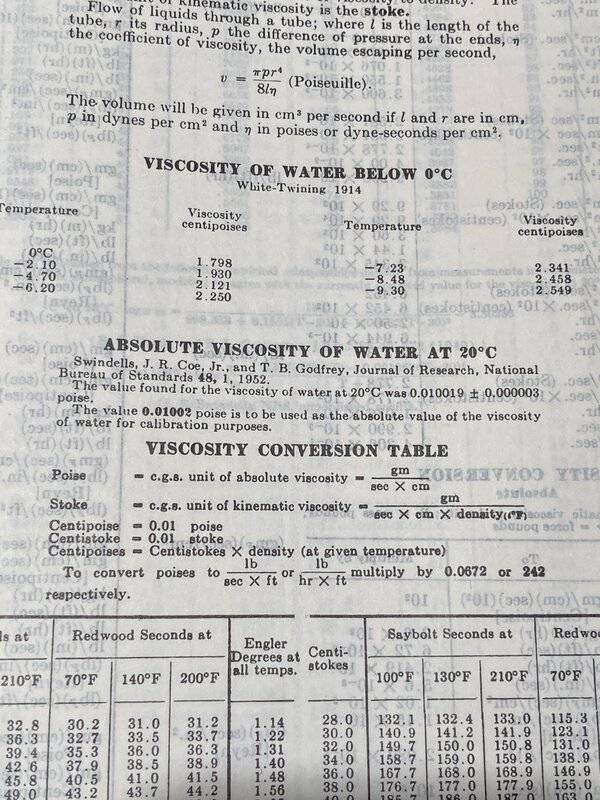 kinematic viscosity is the stoke.
Flow of liquids through a tube; where l is the length of the
tube, r its radius, p the difference of pressure at the ends, η
the coefficient of viscosity, the volume escaping per second,
v = πpr⁴ / 8lη (Poiseuille).
The volume will be given in cm³ per second if l and r are in cm,
p in dynes per cm² and η in poises or dyne-seconds per cm².
VISCOSITY OF WATER BELOW 0°C
White-Twining 1914
Temperature Viscosity centipoises Temperature Viscosity centipoises
0°C 1.798 −7.23 2.341
−2.10 1.930 −8.48 2.458
−4.70 2.121 −9.30 2.549
−6.20 2.250
ABSOLUTE VISCOSITY OF WATER AT 20°C
Swindells, J. R. Coe, Jr., and T. B. Godfrey, Journal of Research, National
Bureau of Standards 48, 1, 1952.
The value found for the viscosity of water at 20°C was 0.010019 ± 0.000003
poise.
The value 0.01002 poise is to be used as the absolute value of the viscosity
of water for calibration purposes.
VISCOSITY CONVERSION TABLE
Poise = c.g.s. unit of absolute viscosity = gm / sec × cm
Stoke = c.g.s. unit of kinematic viscosity = gm / sec × cm × density(t°F)
Centipoise = 0.01 poise
Centistoke = 0.01 stoke
Centipoises = Centistokes × density (at given temperature)
To convert poises to lb / sec × ft or lb / hr × ft multiply by 0.0672 or 242
respectively.
ls at Redwood Seconds at Engler Degrees at all temps. Centi-stokes Saybolt Seconds at Redwoo
210°F 70°F 140°F 200°F 100°F 130°F 210°F 70°F
32.8 30.2 31.0 31.2 1.14 28.0 132.1 132.4 133.0 115.3
36.3 32.7 33.5 33.7 1.22 30.0 140.9 141.2 141.9 123.1
39.4 35.3 36.0 36.3 1.31 32.0 149.7 150.0 150.8 131.0
42.6 37.9 38.5 38.9 1.40 34.0 158.7 159.0 159.8 138.9
45.8 40.5 41.0 41.5 1.48 36.0 167.7 168.0 168.9 146.9
49.0 43.2 43.7 44.2 1.56 38.0 176.7 177.0 177.9 155.0